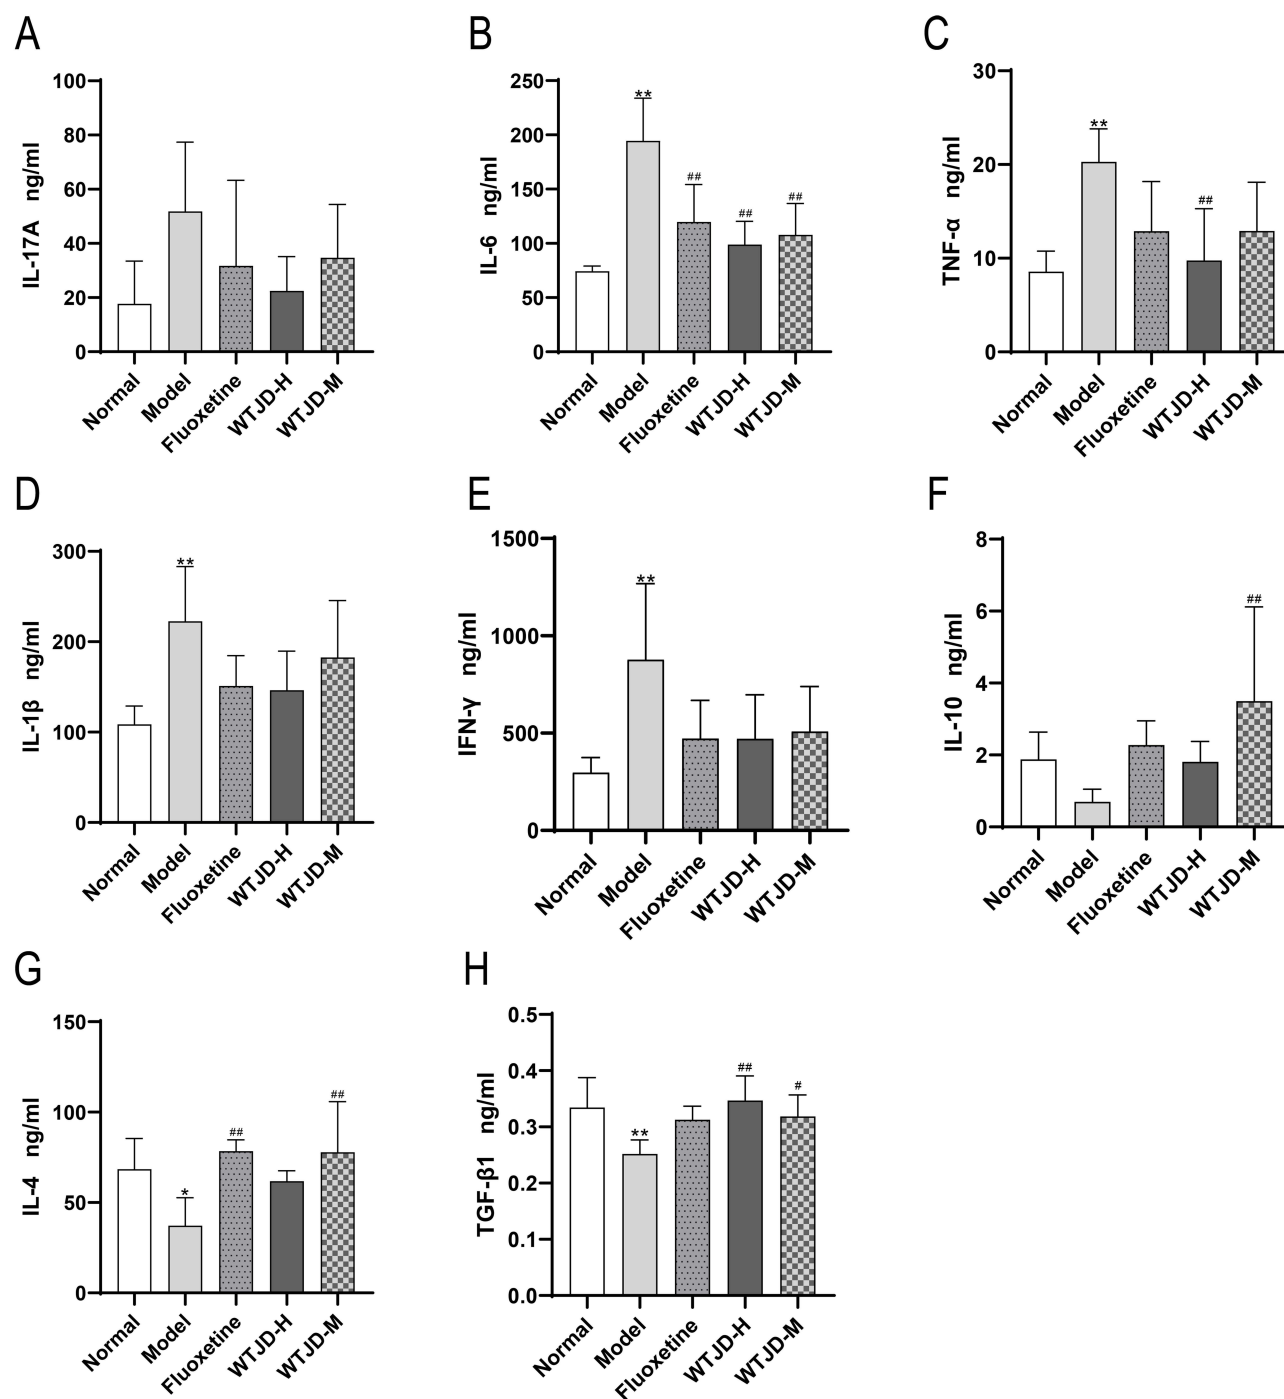 A
IL-17A ng/ml
100
80
60
40
20
0
Normal
Model
Fluoxetine
WTJD-H
WTJD-M
B
IL-6 ng/ml
250
200
150
100
50
0
**
##
##
##
Normal
Model
Fluoxetine
WTJD-H
WTJD-M
C
TNF-α ng/ml
30
20
10
0
**
##
Normal
Model
Fluoxetine
WTJD-H
WTJD-M
D
IL-1β ng/ml
300
200
100
0
**
Normal
Model
Fluoxetine
WTJD-H
WTJD-M
E
IFN-γ ng/ml
1500
1000
500
0
**
Normal
Model
Fluoxetine
WTJD-H
WTJD-M
F
IL-10 ng/ml
8
6
4
2
0
##
Normal
Model
Fluoxetine
WTJD-H
WTJD-M
G
IL-4 ng/ml
150
100
50
0
*
##
##
Normal
Model
Fluoxetine
WTJD-H
WTJD-M
H
TGF-β1 ng/ml
0.5
0.4
0.3
0.2
0.1
0.0
**
##
#
Normal
Model
Fluoxetine
WTJD-H
WTJD-M